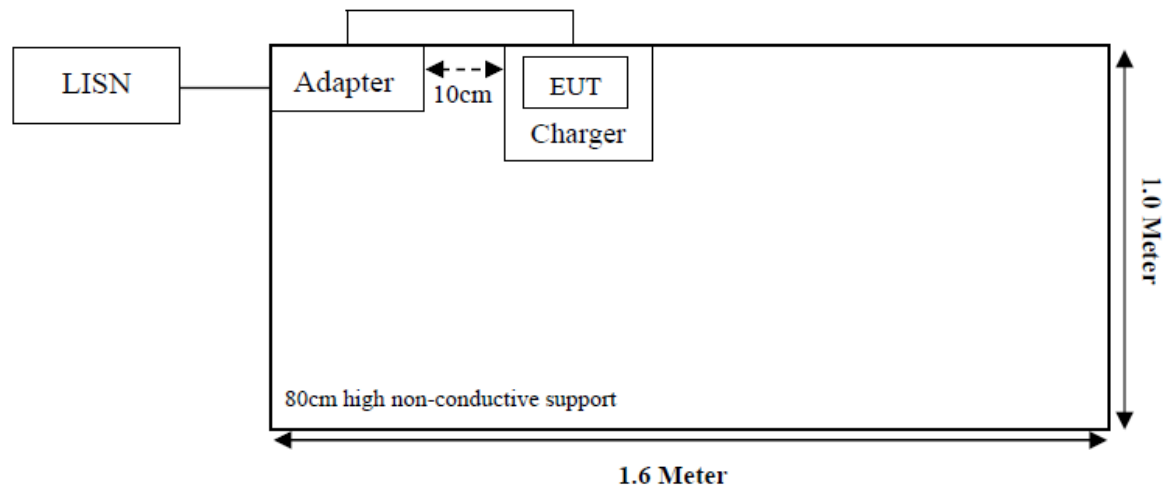 LISN
Adapter
10cm
EUT
Charger
1.0 Meter
80cm high non-conductive support
1.6 Meter